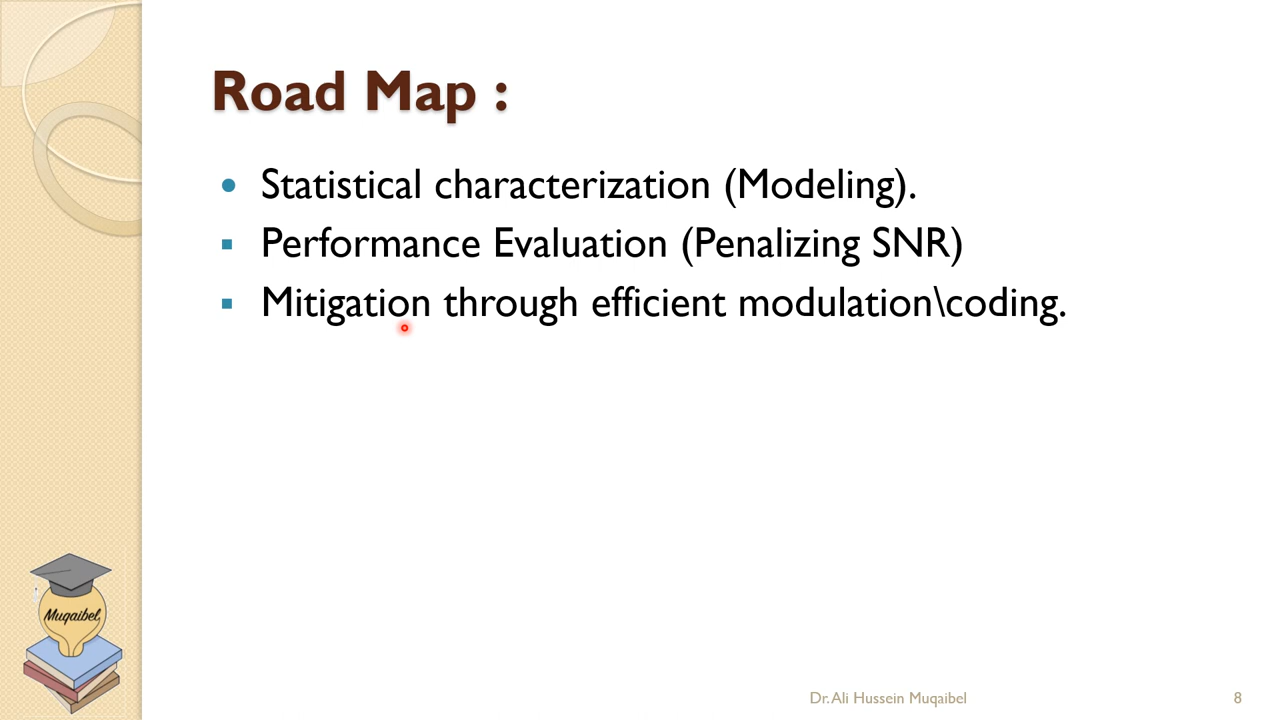 Road Map :
• Statistical characterization (Modeling).
▪ Performance Evaluation (Penalizing SNR)
▪ Mitigation through efficient modulation\coding.
Muqaibel
Dr. Ali Hussein Muqaibel
8